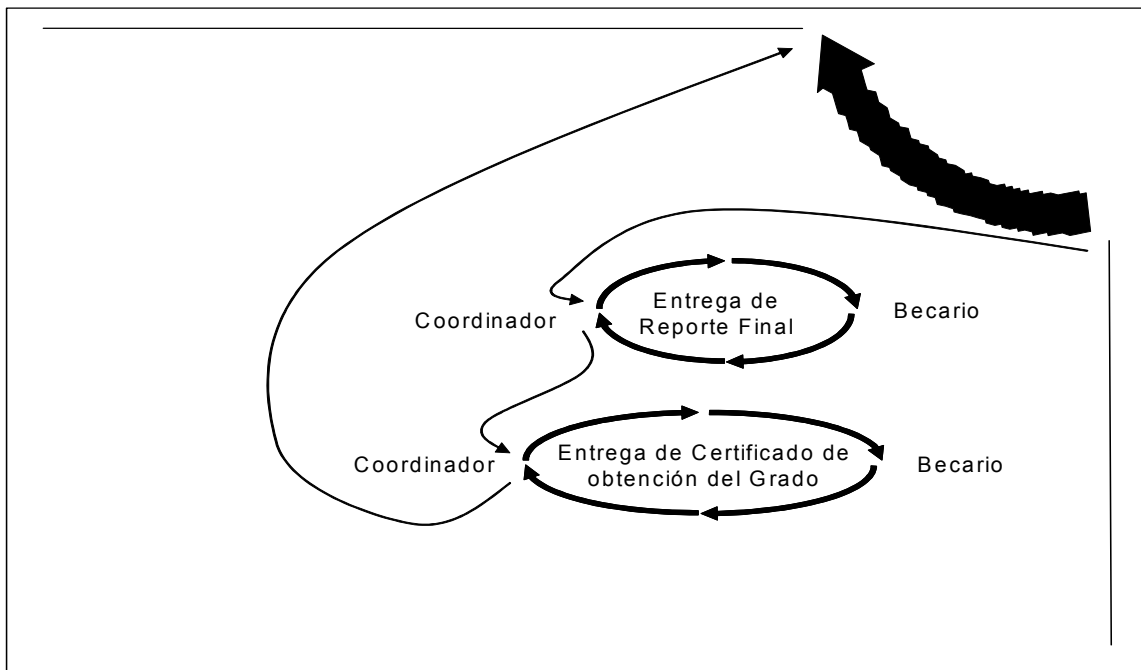 Coordinador
Entrega de
Reporte Final
Becario
Coordinador
Entrega de Certificado de
obtención del Grado
Becario